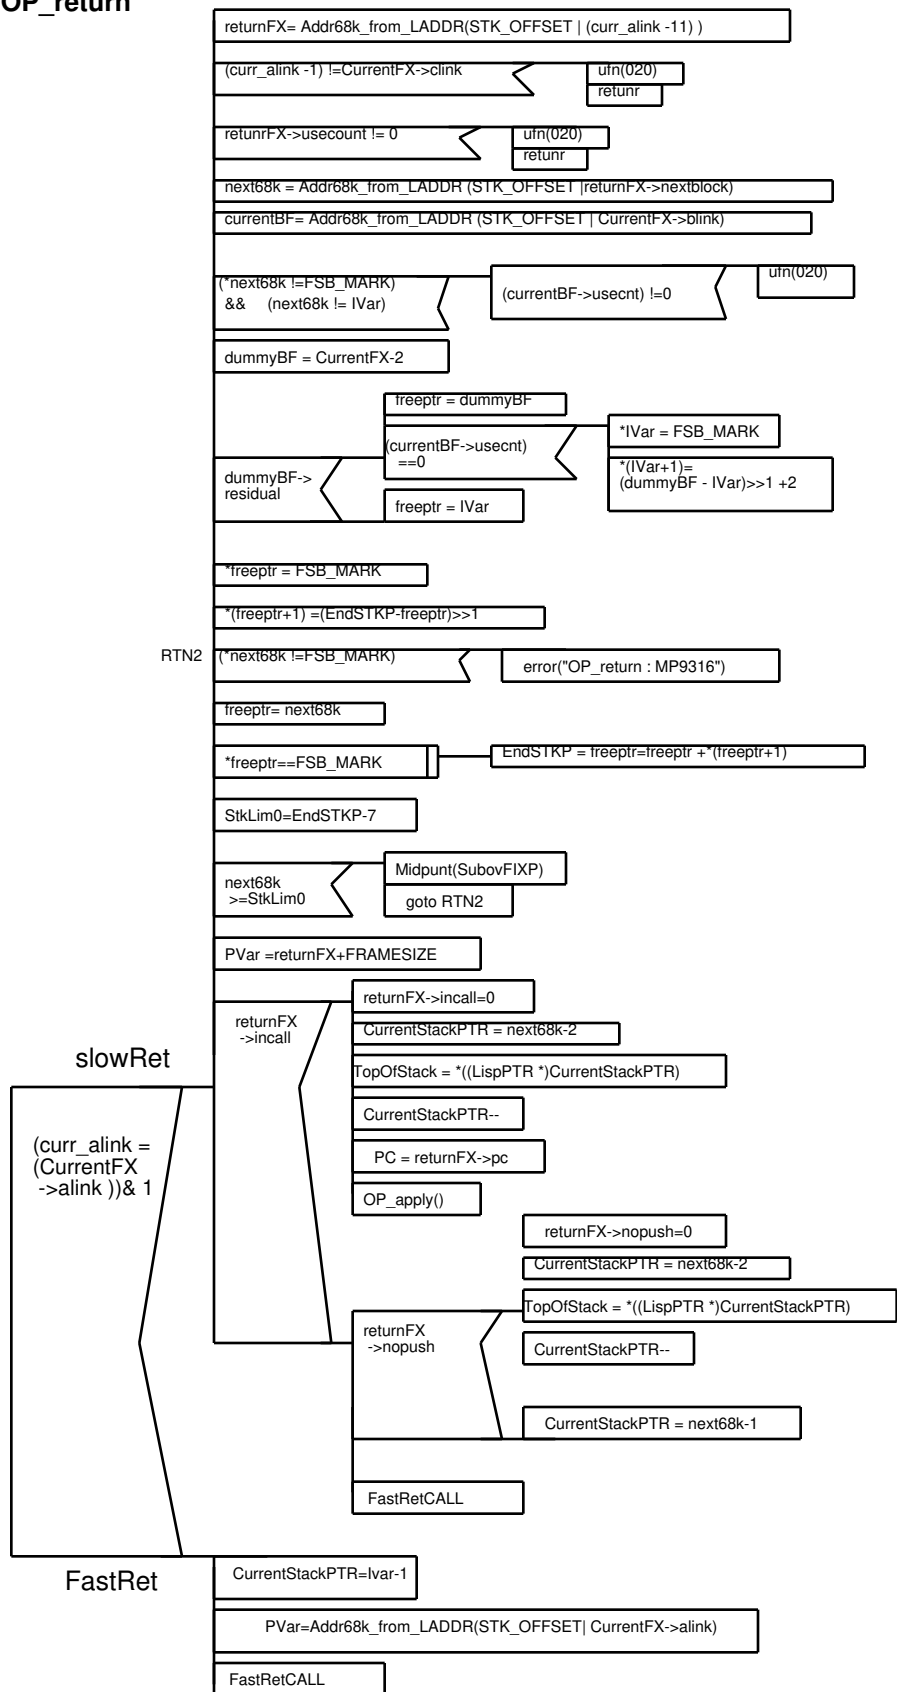 OP_return
returnFX= Addr68k_from_LADDR(STK_OFFSET | (curr_alink -11) )
(curr_alink -1) !=CurrentFX->clink
ufn(020)
retunr
retunrFX->usecount != 0
ufn(020)
retunr
next68k = Addr68k_from_LADDR (STK_OFFSET |returnFX->nextblock)
currentBF= Addr68k_from_LADDR (STK_OFFSET | CurrentFX->blink)
(*next68k !=FSB_MARK)
&& (next68k != IVar)
(currentBF->usecnt) !=0
ufn(020)
dummyBF = CurrentFX-2
dummyBF->
residual
freeptr = dummyBF
(currentBF->usecnt)
==0
*IVar = FSB_MARK
*(IVar+1)=
(dummyBF - IVar)>>1 +2
freeptr = IVar
*freeptr = FSB_MARK
*(freeptr+1) =(EndSTKP-freeptr)>>1
RTN2
(*next68k !=FSB_MARK)
error("OP_return : MP9316")
freeptr= next68k
*freeptr==FSB_MARK
EndSTKP = freeptr=freeptr +*(freeptr+1)
StkLim0=EndSTKP-7
next68k
>=StkLim0
Midpunt(SubovFIXP)
goto RTN2
PVar =returnFX+FRAMESIZE
returnFX
->incall
returnFX->incall=0
CurrentStackPTR = next68k-2
TopOfStack = *((LispPTR *)CurrentStackPTR)
CurrentStackPTR--
PC = returnFX->pc
OP_apply()
slowRet
(curr_alink =
(CurrentFX
->alink ))& 1
returnFX
->nopush
returnFX->nopush=0
CurrentStackPTR = next68k-2
TopOfStack = *((LispPTR *)CurrentStackPTR)
CurrentStackPTR--
CurrentStackPTR = next68k-1
FastRetCALL
FastRet
CurrentStackPTR=Ivar-1
PVar=Addr68k_from_LADDR(STK_OFFSET| CurrentFX->alink)
FastRetCALL